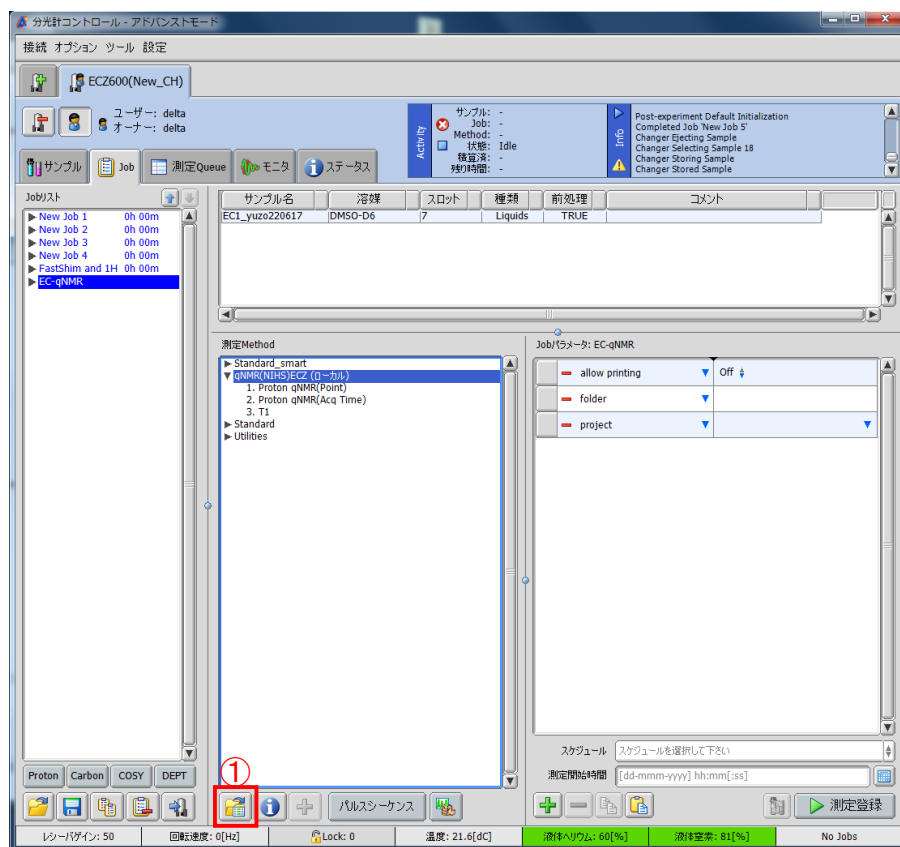 分光計コントロール - アドバンストモード
接続 オプション ツール 設定
ECZ600(New_CH)
ユーザー: delta
オーナー: delta
Activity
サンプル: -
Job: -
Method: -
状態: Idle
積算済: -
残り時間: -
Info
Post-experiment Default Initialization
Completed Job 'New Job 5'
Changer Ejecting Sample
Changer Selecting Sample 18
Changer Storing Sample
Changer Stored Sample
サンプル Job 測定Queue モニタ ステータス
Jobリスト
New Job 1 0h 00m
New Job 2 0h 00m
New Job 3 0h 00m
New Job 4 0h 00m
FastShim and 1H 0h 00m
EC-qNMR
サンプル名 溶媒 スロット 種類 前処理 コメント
EC1_yuzo220617 DMSO-D6 7 Liquids TRUE
測定Method
Standard_smart
qNMR(NIHS)ECZ (ローカル)
1. Proton qNMR(Point)
2. Proton qNMR(Acq Time)
3. T1
Standard
Utilities
Jobパラメータ: EC-qNMR
allow printing Off
folder
project
スケジュール スケジュールを選択して下さい
測定開始時間 [dd-mmm-yyyy] hh:mm[:ss]
Proton Carbon COSY DEPT
①
パルスシーケンス
測定登録
レシーバゲイン: 50 回転速度: 0[Hz] Lock: 0 温度: 21.6[dC] 液体ヘリウム: 60[%] 液体窒素: 81[%] No Jobs